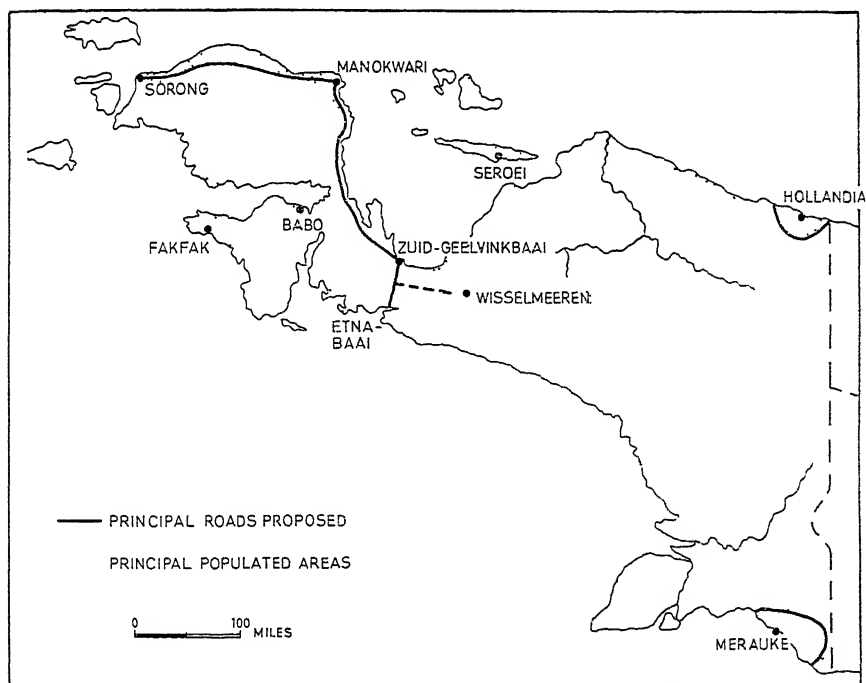 SORONG
MANOKWARI
SEROEI
HOLLANDIA
BABO
FAKFAK
ZUID-GEELVINKBAAI
WISSELMEEREN
ETNA-
BAAI
PRINCIPAL ROADS PROPOSED
PRINCIPAL POPULATED AREAS
0 100
MILES
MERAUKE